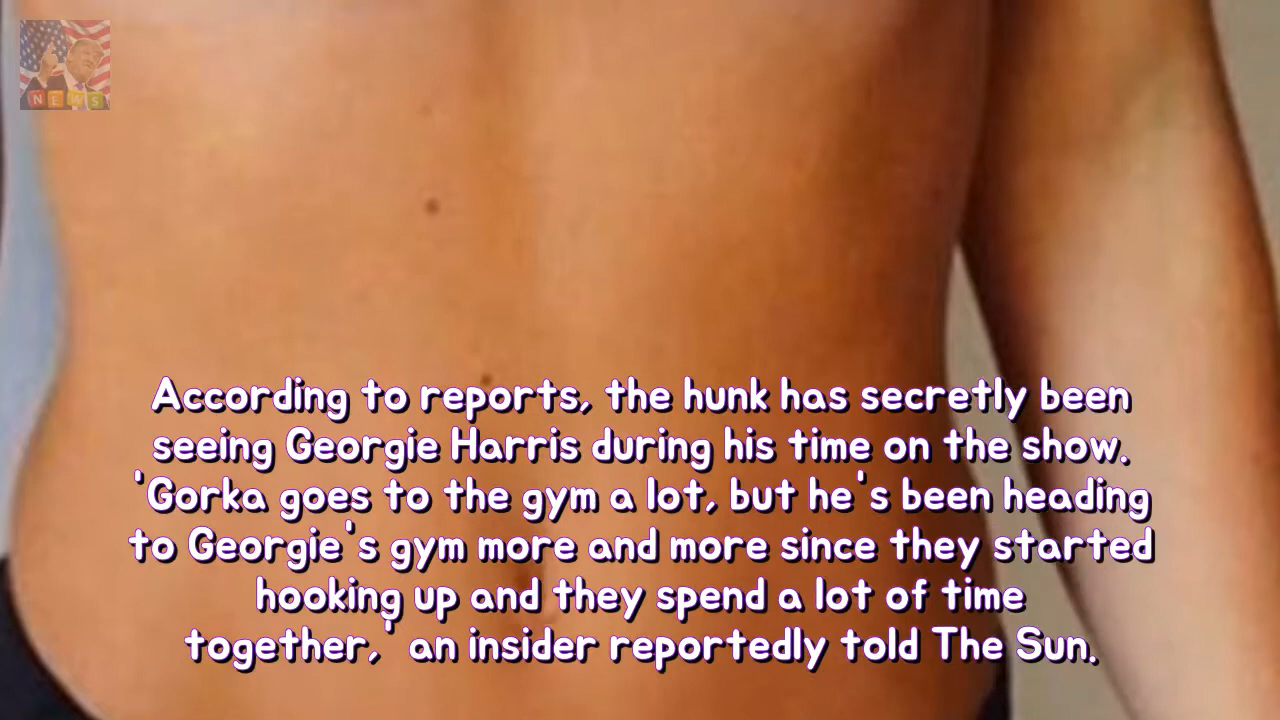 NEWS
According to reports, the hunk has secretly been
seeing Georgie Harris during his time on the show.
'Gorka goes to the gym a lot, but he's been heading
to Georgie's gym more and more since they started
hooking up and they spend a lot of time
together,' an insider reportedly told The Sun.